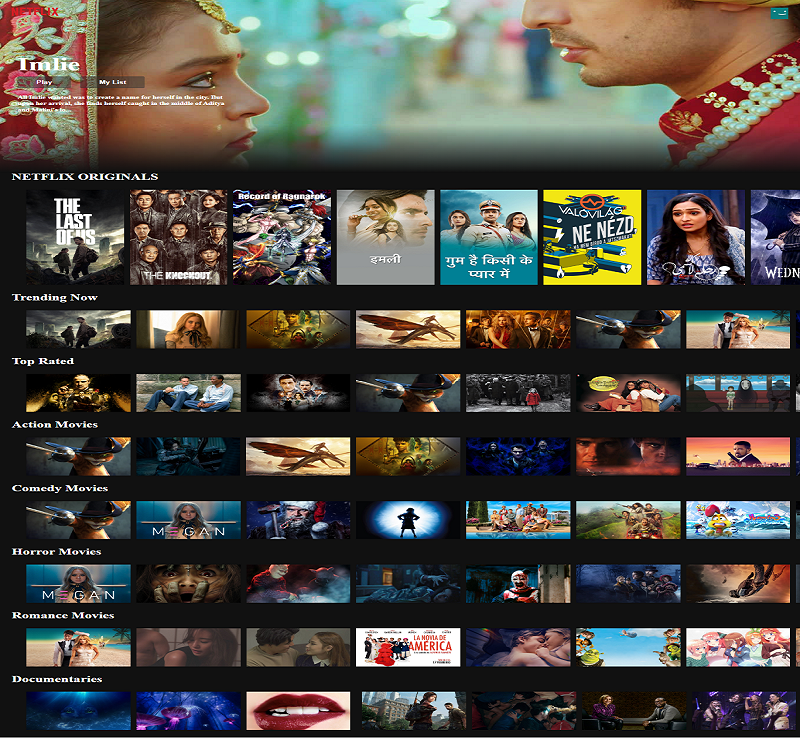 NETFLIX
Imlie
Play My List
All Imlie wanted was to create a name for herself in the city. But
upon her arrival, she finds herself caught in the middle of Aditya
and Malini's lo...
NETFLIX ORIGINALS
THE
LAST
OF US
THE KNOCKOUT
Record of Ragnarok
इमली
गुम है किसी के
प्यार में
VALÓVILÁG
NE NÉZD
WEDN
Trending Now
Top Rated
Action Movies
Comedy Movies
MEGAN
Horror Movies
MEGAN
Romance Movies
LA NOVIA DE
AMÉRICA
Documentaries